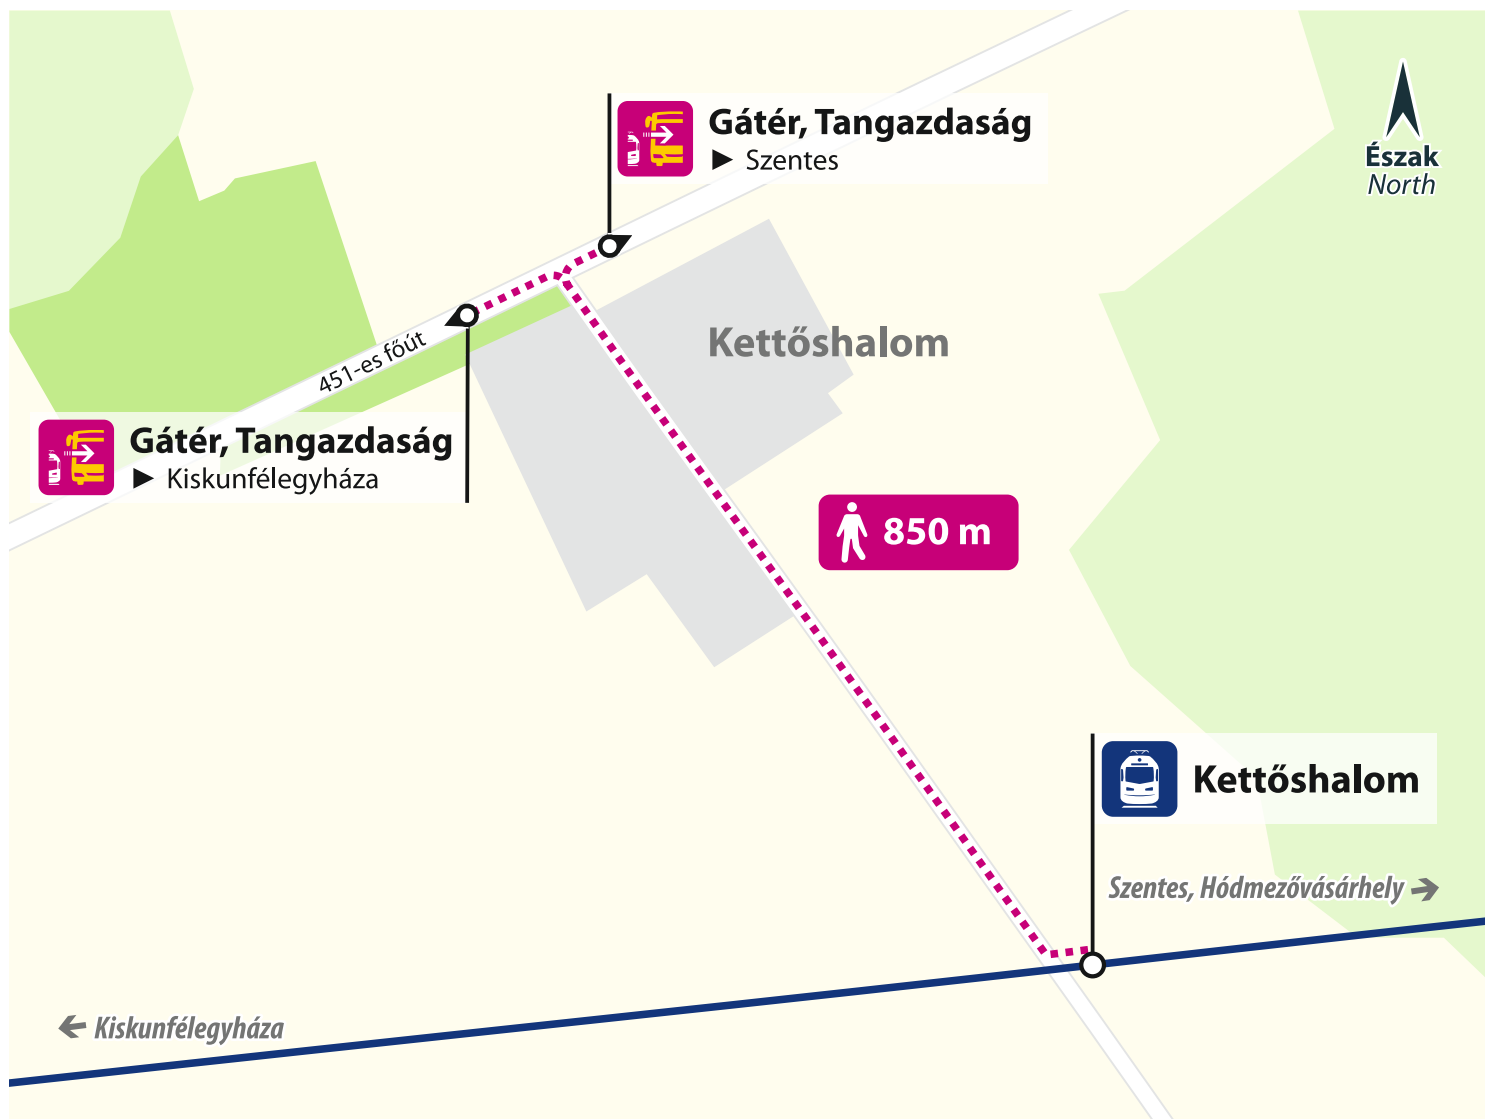 Gátér, Tangazdaság
► Szentes
Észak
North
Kettőshalom
451-es főút
Gátér, Tangazdaság
► Kiskunfélegyháza
850 m
Kettőshalom
Szentes, Hódmezővásárhely →
← Kiskunfélegyháza